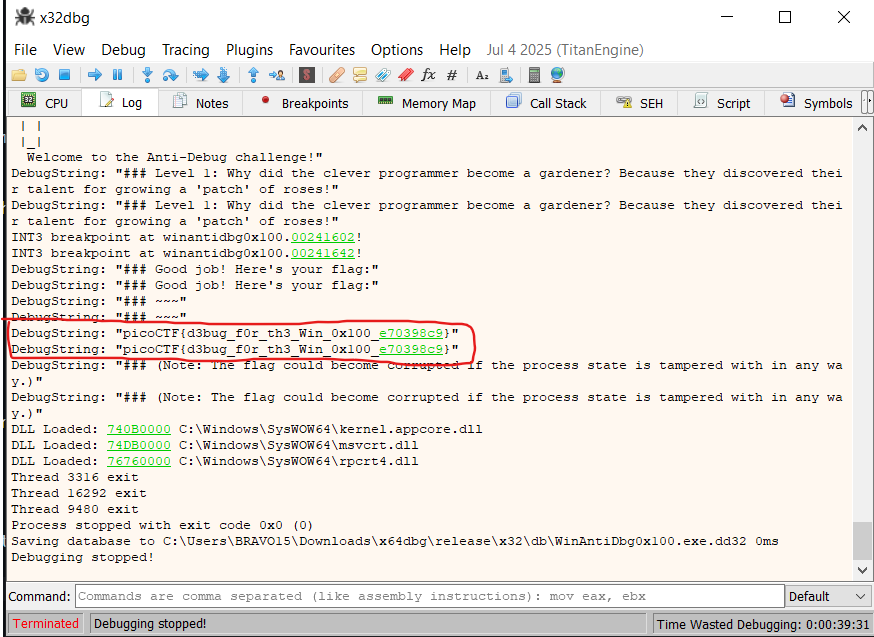 x32dbg
File View Debug Tracing Plugins Favourites Options Help Jul 4 2025 (TitanEngine)
CPU Log Notes Breakpoints Memory Map Call Stack SEH Script Symbols
| |
|_|
Welcome to the Anti-Debug challenge!"
DebugString: "### Level 1: Why did the clever programmer become a gardener? Because they discovered thei
r talent for growing a 'patch' of roses!"
DebugString: "### Level 1: Why did the clever programmer become a gardener? Because they discovered thei
r talent for growing a 'patch' of roses!"
INT3 breakpoint at winantidbg0x100.00241602!
INT3 breakpoint at winantidbg0x100.00241642!
DebugString: "### Good job! Here's your flag:"
DebugString: "### Good job! Here's your flag:"
DebugString: "### ~~~"
DebugString: "### ~~~"
DebugString: "picoCTF{d3bug_f0r_th3_Win_0x100_e70398c9}"
DebugString: "picoCTF{d3bug_f0r_th3_Win_0x100_e70398c9}"
DebugString: "### (Note: The flag could become corrupted if the process state is tampered with in any wa
y.)"
DebugString: "### (Note: The flag could become corrupted if the process state is tampered with in any wa
y.)"
DLL Loaded: 740B0000 C:\Windows\SysWOW64\kernel.appcore.dll
DLL Loaded: 74DB0000 C:\Windows\SysWOW64\msvcrt.dll
DLL Loaded: 76760000 C:\Windows\SysWOW64\rpcrt4.dll
Thread 3316 exit
Thread 16292 exit
Thread 9480 exit
Process stopped with exit code 0x0 (0)
Saving database to C:\Users\BRAVO15\Downloads\x64dbg\release\x32\db\WinAntiDbg0x100.exe.dd32 0ms
Debugging stopped!
Command: Commands are comma separated (like assembly instructions): mov eax, ebx Default
Terminated Debugging stopped! Time Wasted Debugging: 0:00:39:31